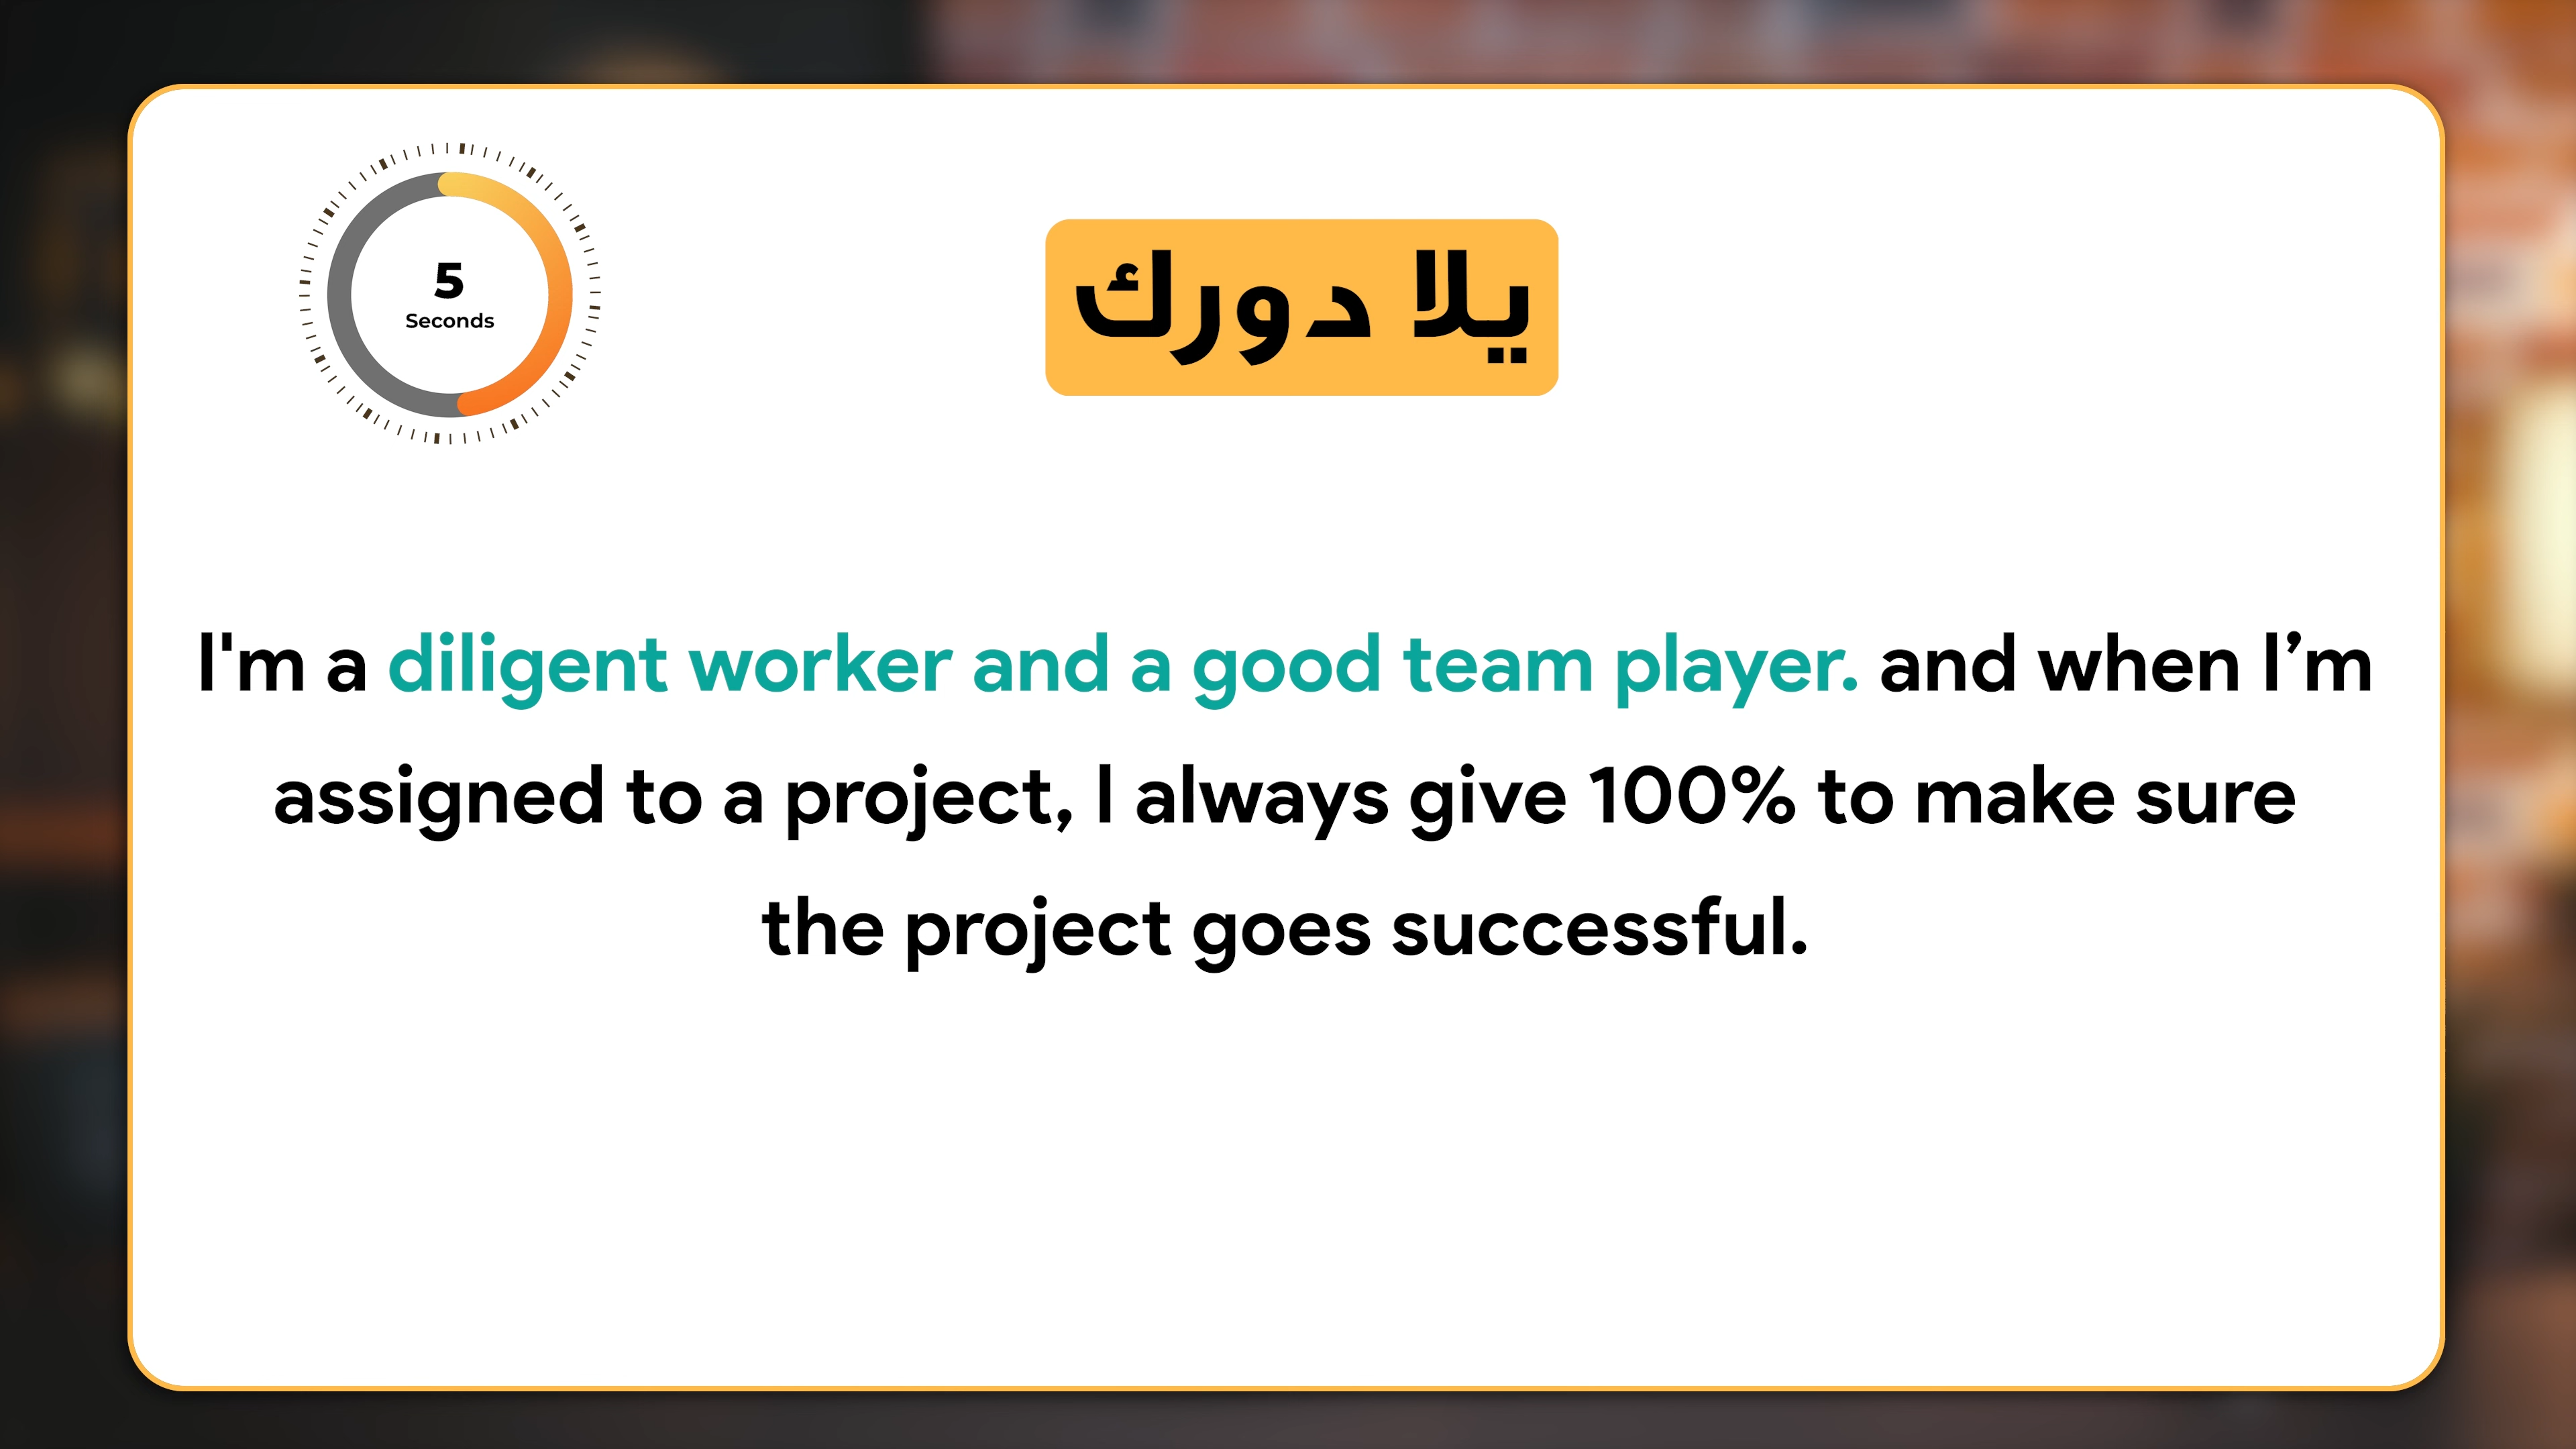 5
Seconds
يلا دورك
I'm a diligent worker and a good team player. and when I’m
assigned to a project, I always give 100% to make sure
the project goes successful.